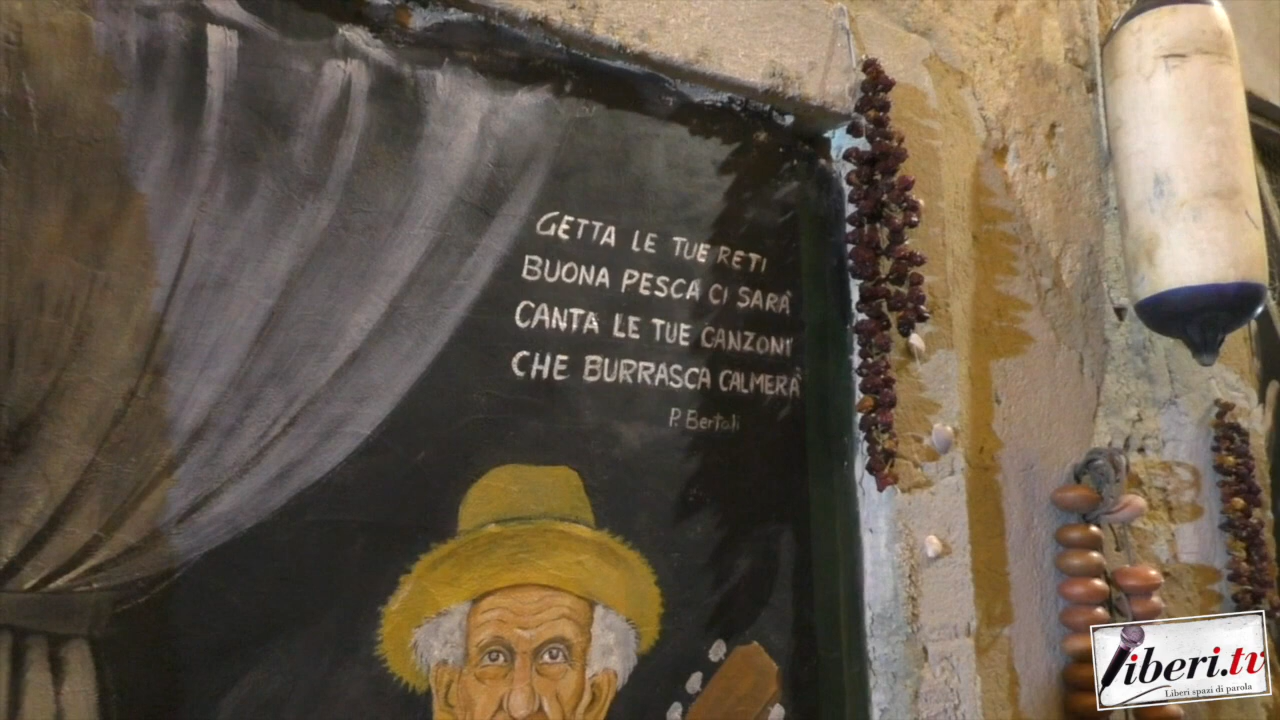 GETTA LE TUE RETI
BUONA PESCA CI SARÀ
CANTA LE TUE CANZONI
CHE BURRASCA CALMERÀ
P. Bertoli
liberi.tv
Liberi spazi di parola